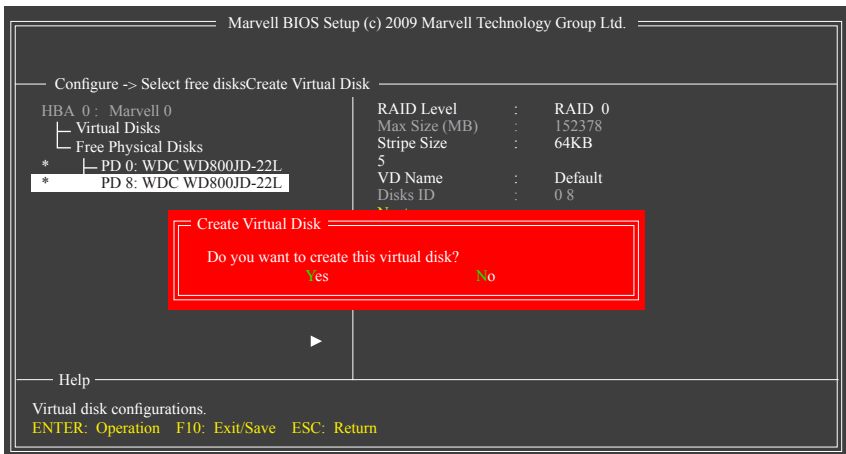 Marvell BIOS Setup (c) 2009 Marvell Technology Group Ltd.
Configure -> Select free disksCreate Virtual Disk
HBA 0 : Marvell 0
Virtual Disks
Free Physical Disks
* PD 0: WDC WD800JD-22L
* PD 8: WDC WD800JD-22L
RAID Level : RAID 0
Max Size (MB) : 152378
Stripe Size : 64KB
5
VD Name : Default
Disks ID : 0 8
Create Virtual Disk
Do you want to create this virtual disk?
Yes No
Help
Virtual disk configurations.
ENTER: Operation F10: Exit/Save ESC: Return